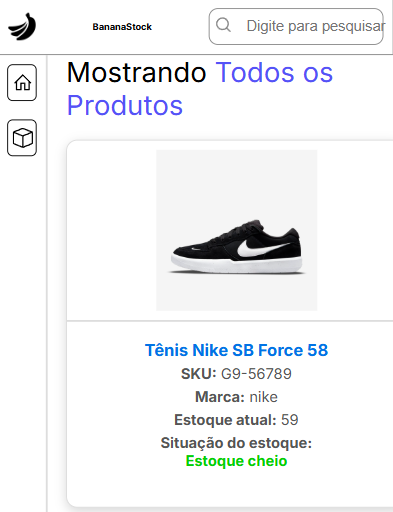 BananaStock
Digite para pesquisar
Mostrando Todos os
Produtos
Tênis Nike SB Force 58
SKU: G9-56789
Marca: nike
Estoque atual: 59
Situação do estoque:
Estoque cheio